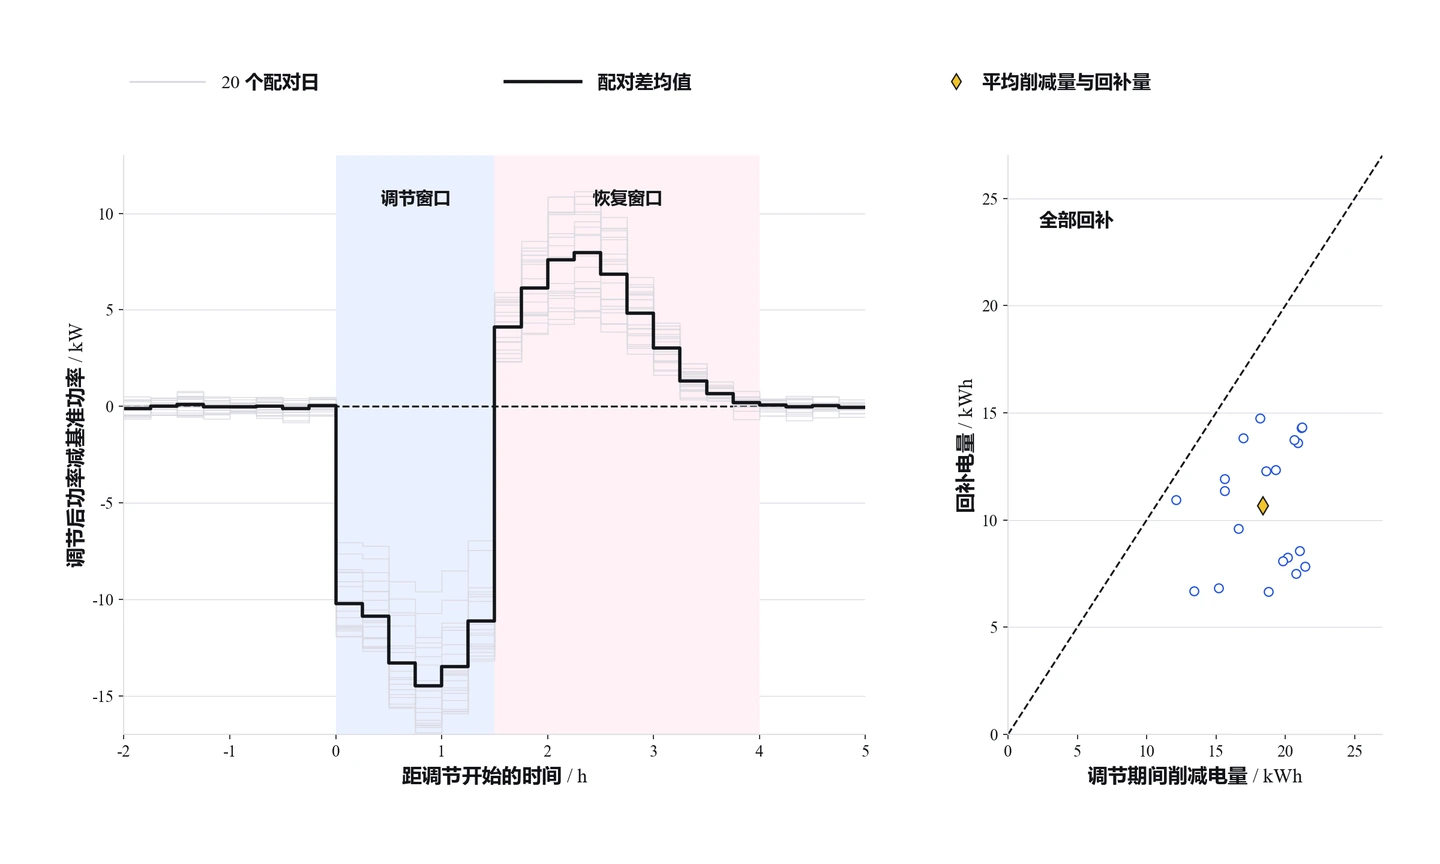 20 个配对日
配对差均值
平均削减量与回补量
调节后功率减基准功率 / kW
10
5
0
-5
-10
-15
调节窗口
恢复窗口
-2
-1
0
1
2
3
4
5
距调节开始的时间 / h
回补电量 / kWh
25
20
15
10
5
0
全部回补
0
5
10
15
20
25
调节期间削减电量 / kWh